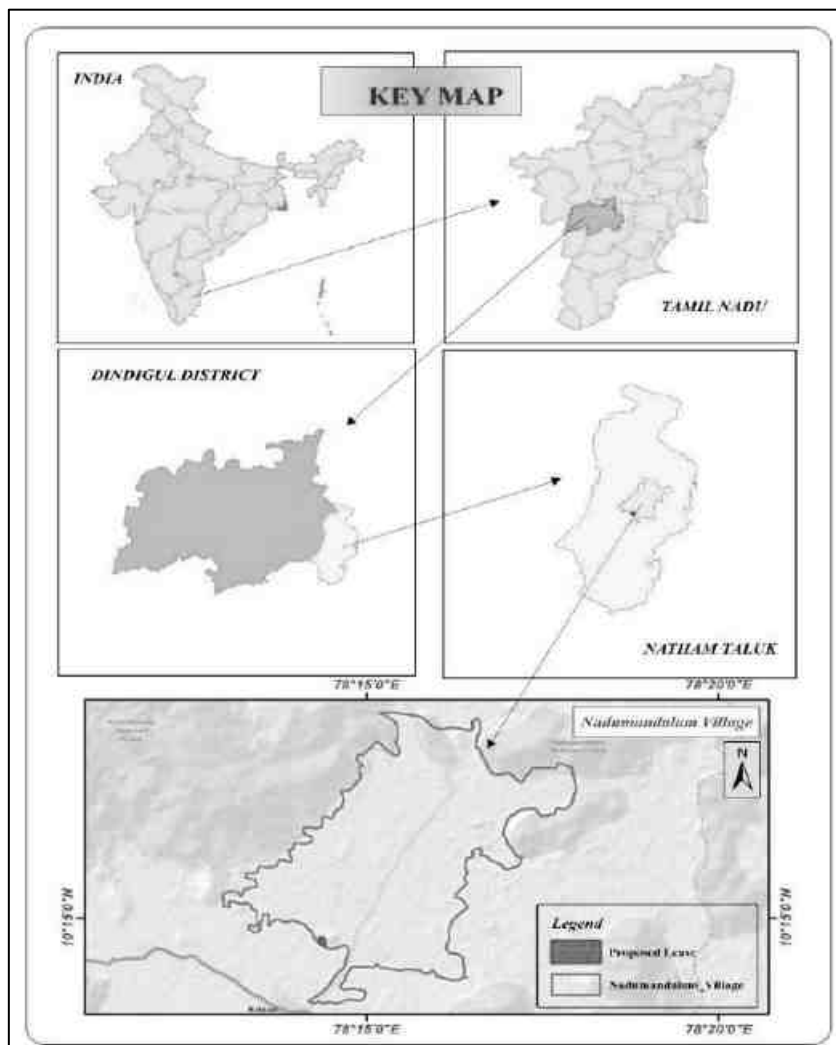 INDIA
KEY MAP
TAMIL NADU
DINDIGUL DISTRICT
NATHAM TALUK
78°15'0"E
78°20'0"E
Nadumandalam Village
N
10°15'0"N
10°15'0"N
Legend
Proposed Lease
Nadumandalam_Village
78°15'0"E
78°20'0"E